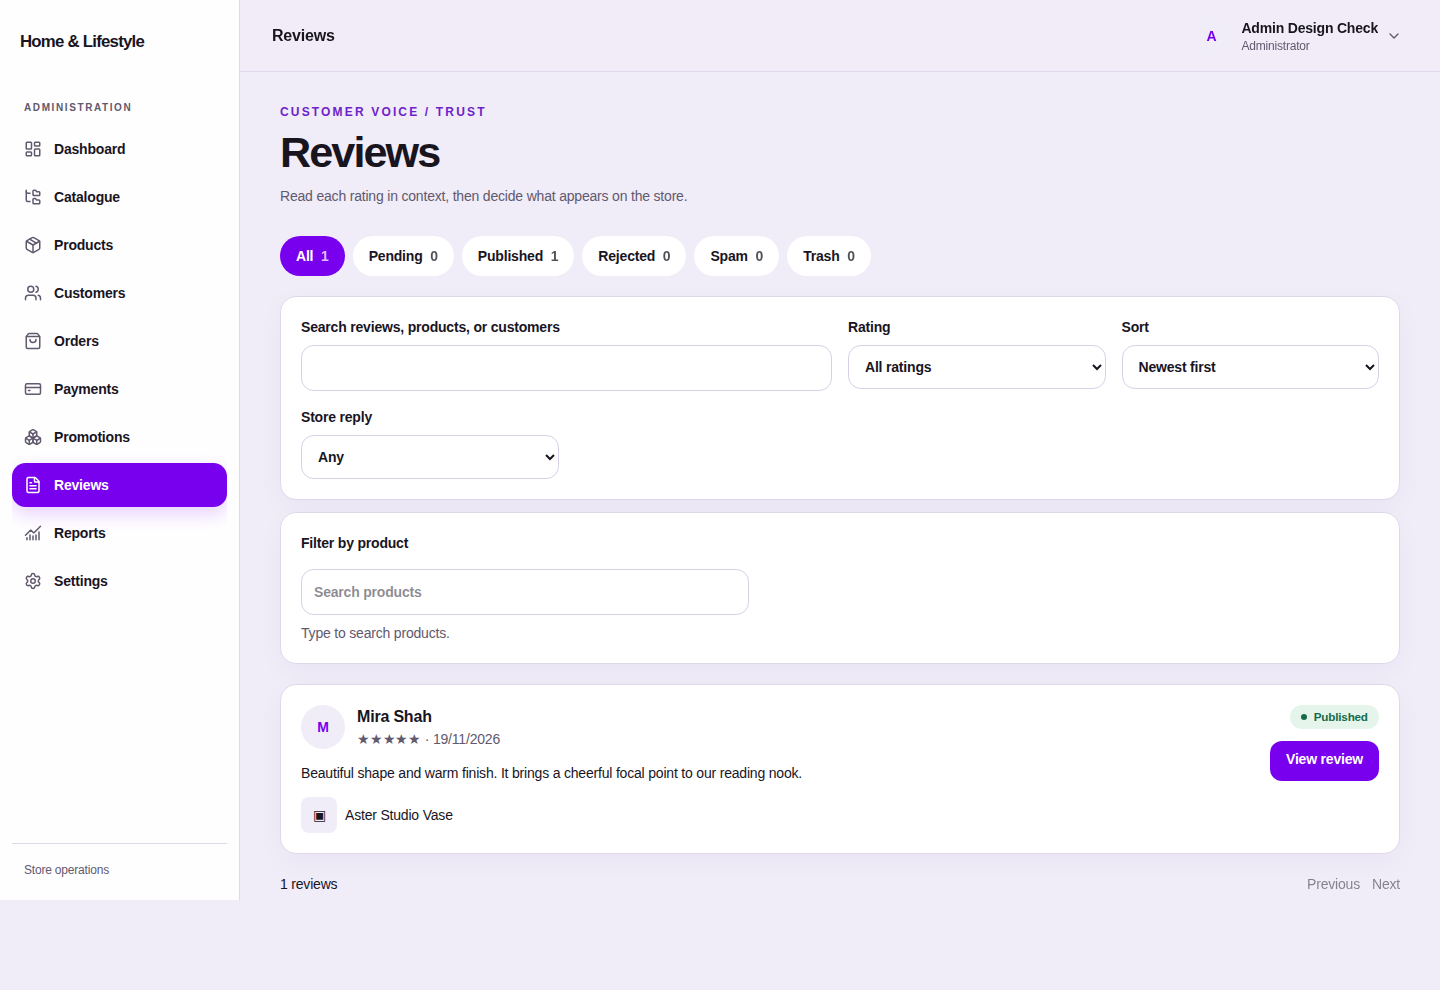 Home & Lifestyle
Reviews
A
Admin Design Check
Administrator
ADMINISTRATION
Dashboard
Catalogue
Products
Customers
Orders
Payments
Promotions
Reviews
Reports
Settings
Store operations
CUSTOMER VOICE / TRUST
Reviews
Read each rating in context, then decide what appears on the store.
All 1
Pending 0
Published 1
Rejected 0
Spam 0
Trash 0
Search reviews, products, or customers
Rating
Sort
All ratings
Newest first
Store reply
Any
Filter by product
Search products
Type to search products.
M
Mira Shah
★★★★★ · 19/11/2026
Published
View review
Beautiful shape and warm finish. It brings a cheerful focal point to our reading nook.
Aster Studio Vase
1 reviews
Previous
Next